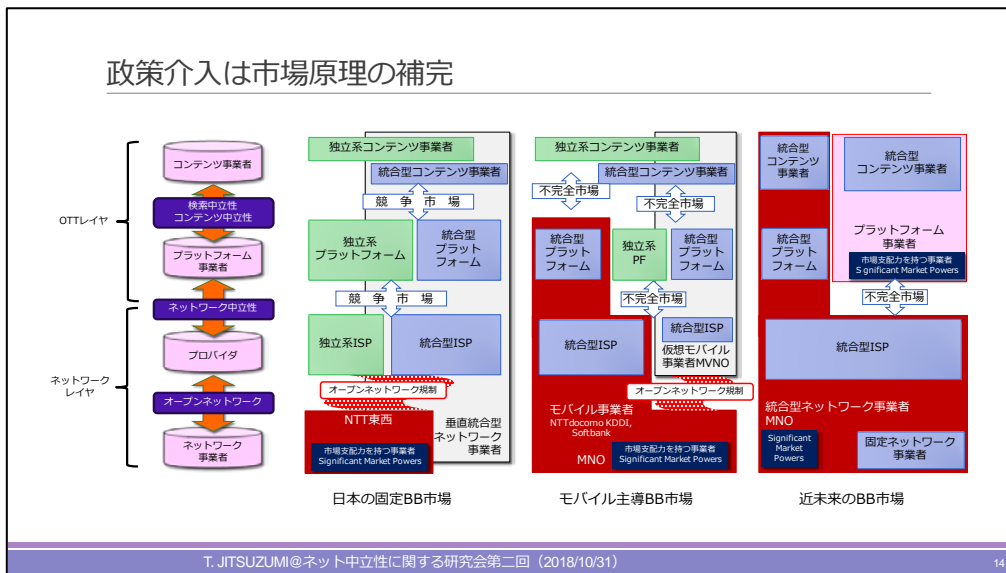 政策介入は市場原理の補完
OTTレイヤ
ネットワーク
レイヤ
コンテンツ事業者
検索中立性
コンテンツ中立性
プラットフォーム
事業者
ネットワーク中立性
プロバイダ
オープンネットワーク
ネットワーク
事業者
独立系コンテンツ事業者
統合型コンテンツ事業者
競 争 市 場
独立系
プラットフォーム
統合型
プラット
フォーム
競 争 市 場
独立系ISP
統合型ISP
オープンネットワーク規制
NTT東西
市場支配力を持つ事業者
Significant Market Powers
垂直統合型
ネットワーク
事業者
日本の固定BB市場
独立系コンテンツ事業者
統合型コンテンツ事業者
不完全市場
不完全市場
統合型
プラット
フォーム
独立系
PF
統合型
プラット
フォーム
不完全市場
統合型ISP
統合型ISP
仮想モバイル
事業者MVNO
オープンネットワーク規制
モバイル事業者
NTTdocomo KDDI,
Softbank
MNO
市場支配力を持つ事業者
Significant Market Powers
モバイル主導BB市場
統合型
コンテンツ
事業者
統合型
コンテンツ事業者
プラットフォーム
事業者
統合型
プラット
フォーム
市場支配力を持つ事業者
Significant Market Powers
不完全市場
統合型ISP
統合型ネットワーク事業者
MNO
Significant
Market
Powers
固定ネットワーク
事業者
近未来のBB市場
T. JITSUZUMI@ネット中立性に関する研究会第二回（2018/10/31）
14